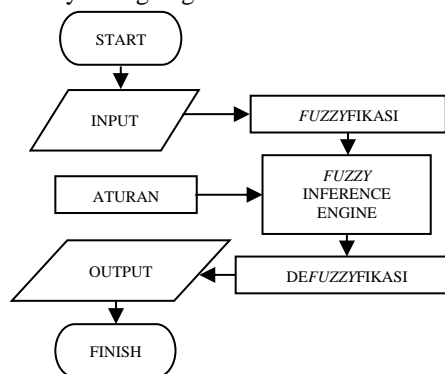 START
INPUT
FUZZYFIKASI
ATURAN
FUZZY
INFERENCE
ENGINE
OUTPUT
DEFUZZYFIKASI
FINISH